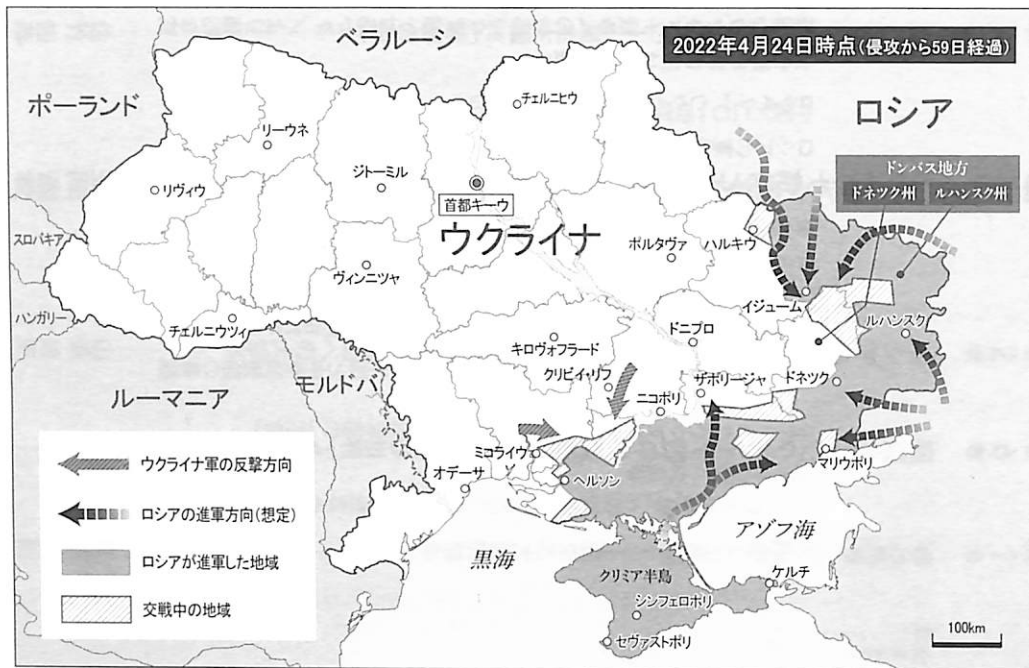 ベラルーシ
2022年4月24日時点(侵攻から59日経過)
ポーランド
チェルニヒウ
ロシア
リーウネ
ドンバス地方
ドネツク州
ルハンスク州
リヴィウ
ジトーミル
首都キーウ
ウクライナ
ポルタヴァ
ハルキウ
スロバキア
ヴィンニツャ
イジューム
ハンガリー
チェルニウツィ
ルハンスク
キロヴォフラード
ドニプロ
クリビィ・リフ
ザポリージャ
ドネツク
ルーマニア
モルドバ
ニコポリ
ミコライウ
マリウポリ
オデーサ
ヘルソン
ウクライナ軍の反撃方向
ロシアの進軍方向(想定)
ロシアが進軍した地域
交戦中の地域
アゾフ海
黒海
クリミア半島
ケルチ
シンフェロポリ
セヴァストポリ
100km